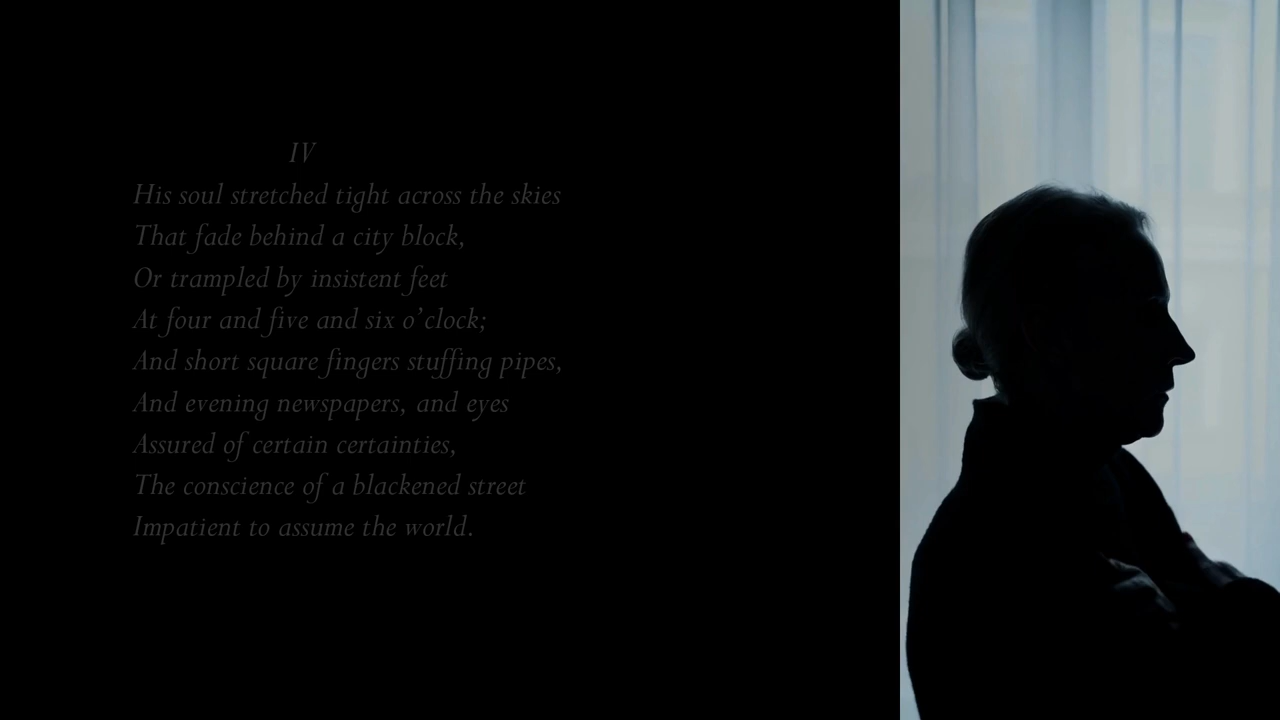 IV
His soul stretched tight across the skies
That fade behind a city block,
Or trampled by insistent feet
At four and five and six o’clock;
And short square fingers stuffing pipes,
And evening newspapers, and eyes
Assured of certain certainties,
The conscience of a blackened street
Impatient to assume the world.